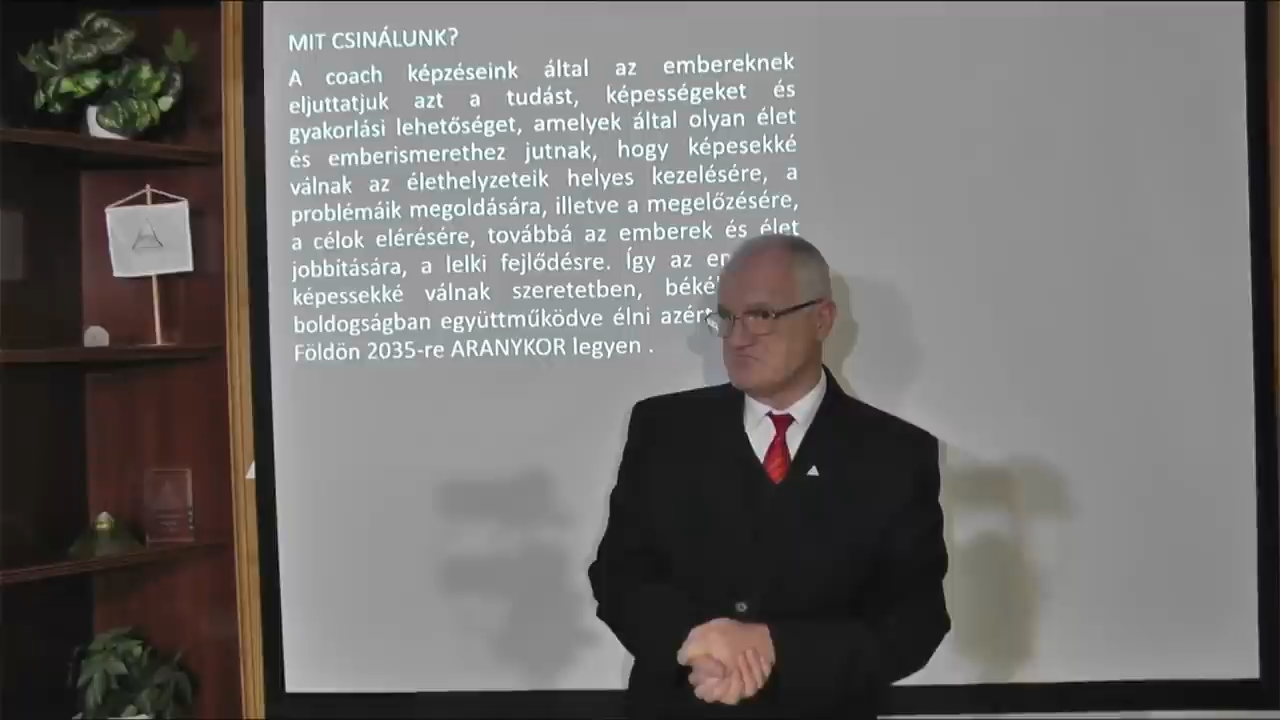 MIT CSINÁLUNK?
A coach képzéseink által az embereknek
eljuttatjuk azt a tudást, képességeket és
gyakorlási lehetőséget, amelyek által olyan élet
és emberismerethez jutnak, hogy képesekké
válnak az élethelyzeteik helyes kezelésére, a
problémáik megoldására, illetve a megelőzésére,
a célok elérésére, továbbá az emberek és élet
jobbítására, a lelki fejlődésre. Így az
képessekké válnak szeretetben,
boldogságban együttműködve élni
Földön 2035-re ARANYKOR legyen .